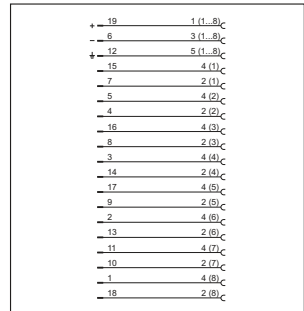 + 19 1 (1...8)
– 6 3 (1...8)
12 5 (1...8)
15 4 (1)
7 2 (1)
5 4 (2)
4 2 (2)
16 4 (3)
8 2 (3)
3 4 (4)
14 2 (4)
17 4 (5)
9 2 (5)
2 4 (6)
13 2 (6)
11 4 (7)
10 2 (7)
1 4 (8)
18 2 (8)